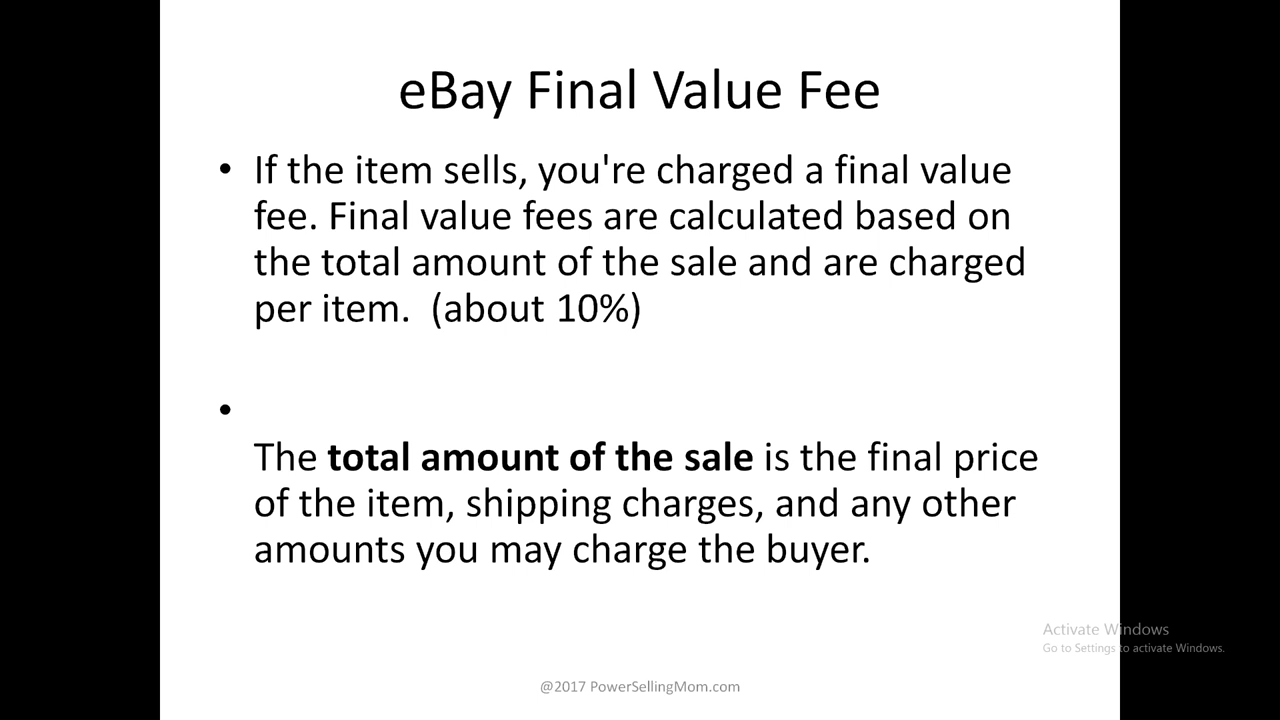 eBay Final Value Fee
• If the item sells, you're charged a final value
fee. Final value fees are calculated based on
the total amount of the sale and are charged
per item.  (about 10%)
•
The total amount of the sale is the final price
of the item, shipping charges, and any other
amounts you may charge the buyer.
Activate Windows
Go to Settings to activate Windows.
@2017 PowerSellingMom.com